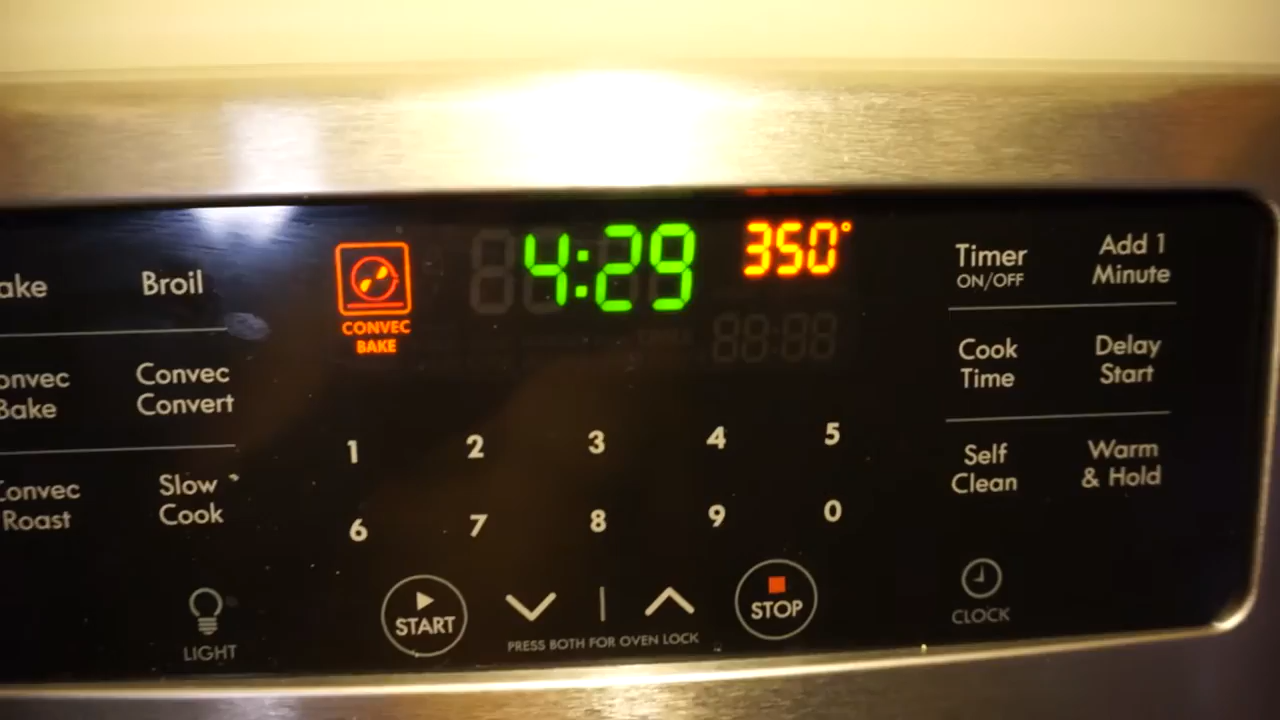 4:29
350°
CONVEC
BAKE
ake
Broil
onvec
Bake
Convec
Convert
Convec
Roast
Slow
Cook
LIGHT
1 2 3 4 5
6 7 8 9 0
START
PRESS BOTH FOR OVEN LOCK
STOP
Timer
ON/OFF
Add 1
Minute
Cook
Time
Delay
Start
Self
Clean
Warm
& Hold
CLOCK